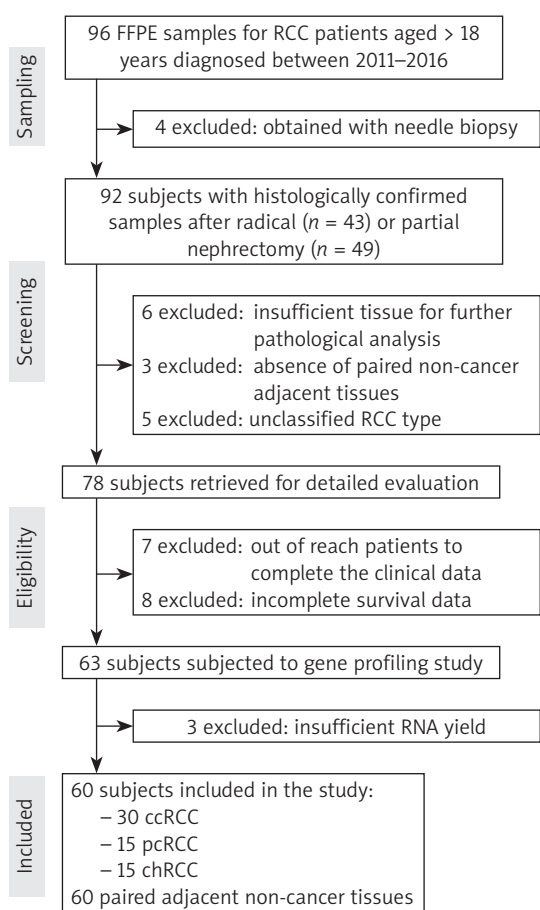 Sampling
96 FFPE samples for RCC patients aged > 18
years diagnosed between 2011–2016
4 excluded: obtained with needle biopsy
92 subjects with histologically confirmed
samples after radical (n = 43) or partial
nephrectomy (n = 49)
Screening
6 excluded: insufficient tissue for further
pathological analysis
3 excluded: absence of paired non-cancer
adjacent tissues
5 excluded: unclassified RCC type
78 subjects retrieved for detailed evaluation
Eligibility
7 excluded: out of reach patients to
complete the clinical data
8 excluded: incomplete survival data
63 subjects subjected to gene profiling study
3 excluded: insufficient RNA yield
Included
60 subjects included in the study:
– 30 ccRCC
– 15 pcRCC
– 15 chRCC
60 paired adjacent non-cancer tissues